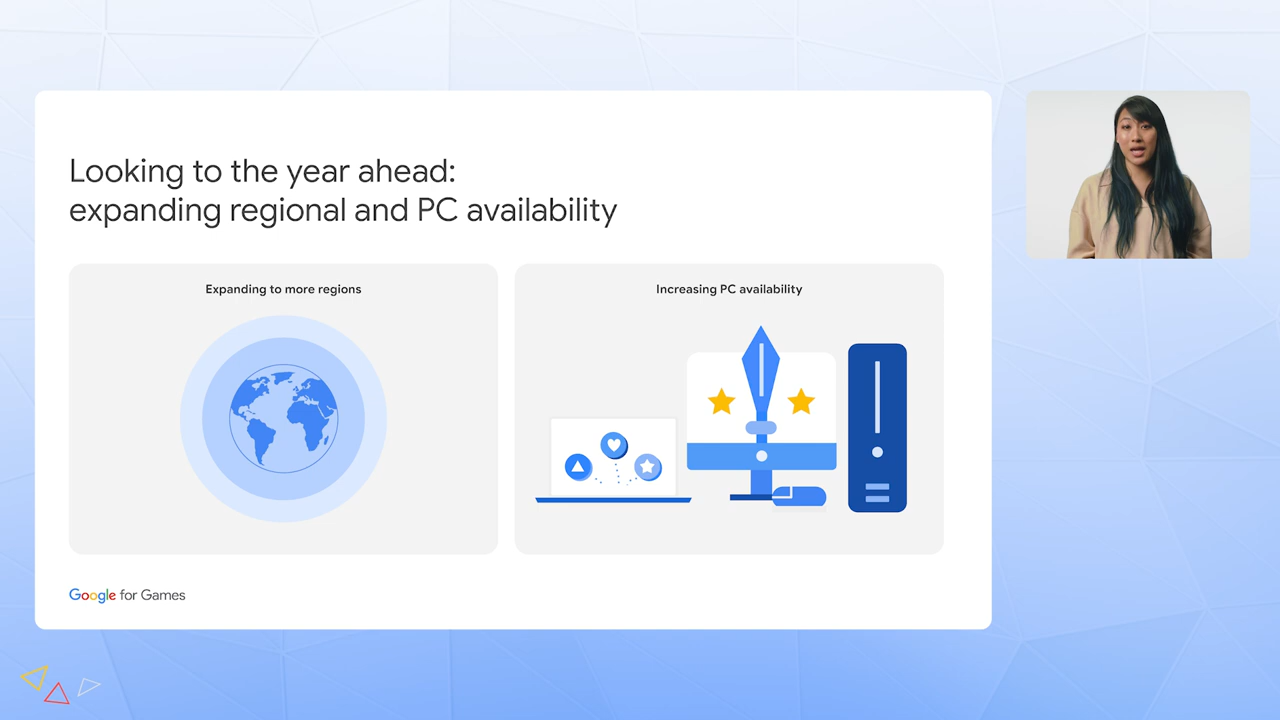 Looking to the year ahead:
expanding regional and PC availability
Expanding to more regions
Increasing PC availability
Google for Games